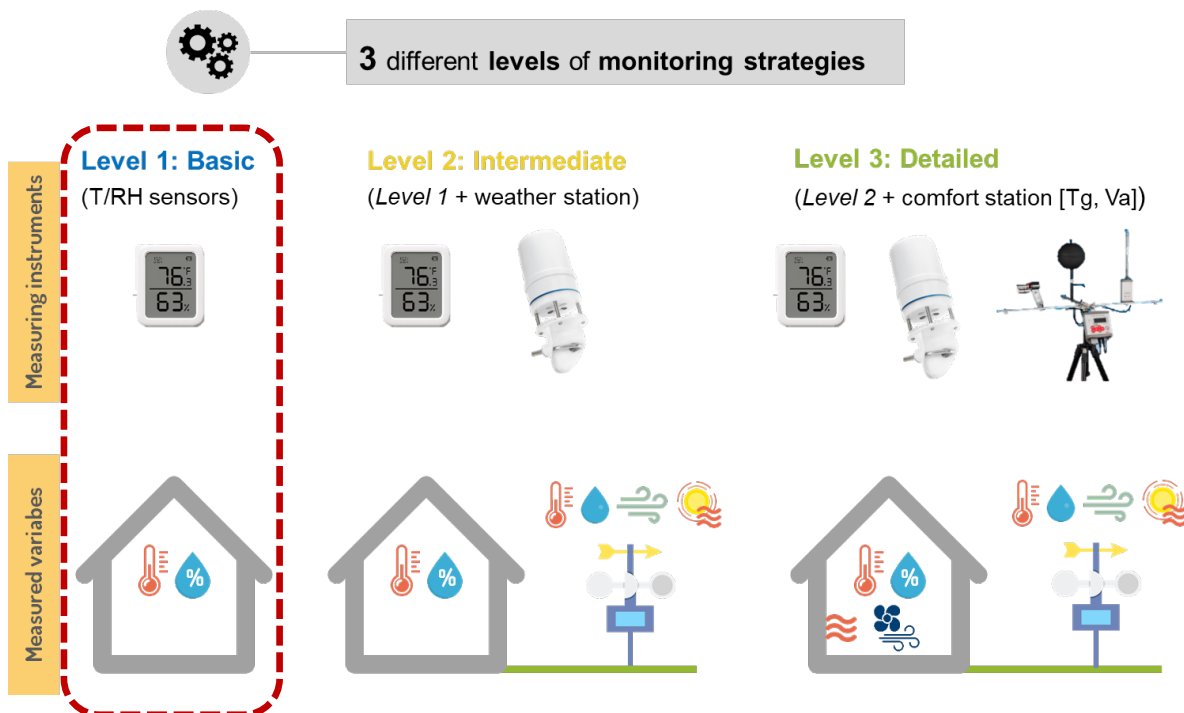 3 different levels of monitoring strategies
Level 1: Basic
(T/RH sensors)
Level 2: Intermediate
(Level 1 + weather station)
Level 3: Detailed
(Level 2 + comfort station [Tg, Va])
Measuring instruments
76.3 °F
63%
76.3 °F
63%
76.3 °F
63%
Measured variabes
%
%
%